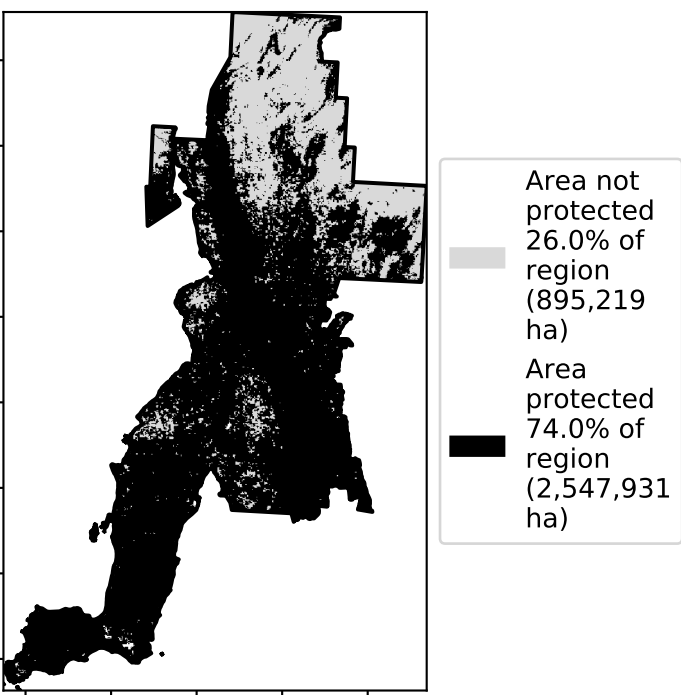 Area not
protected
26.0% of
region
(895,219
ha)
Area
protected
74.0% of
region
(2,547,931
ha)